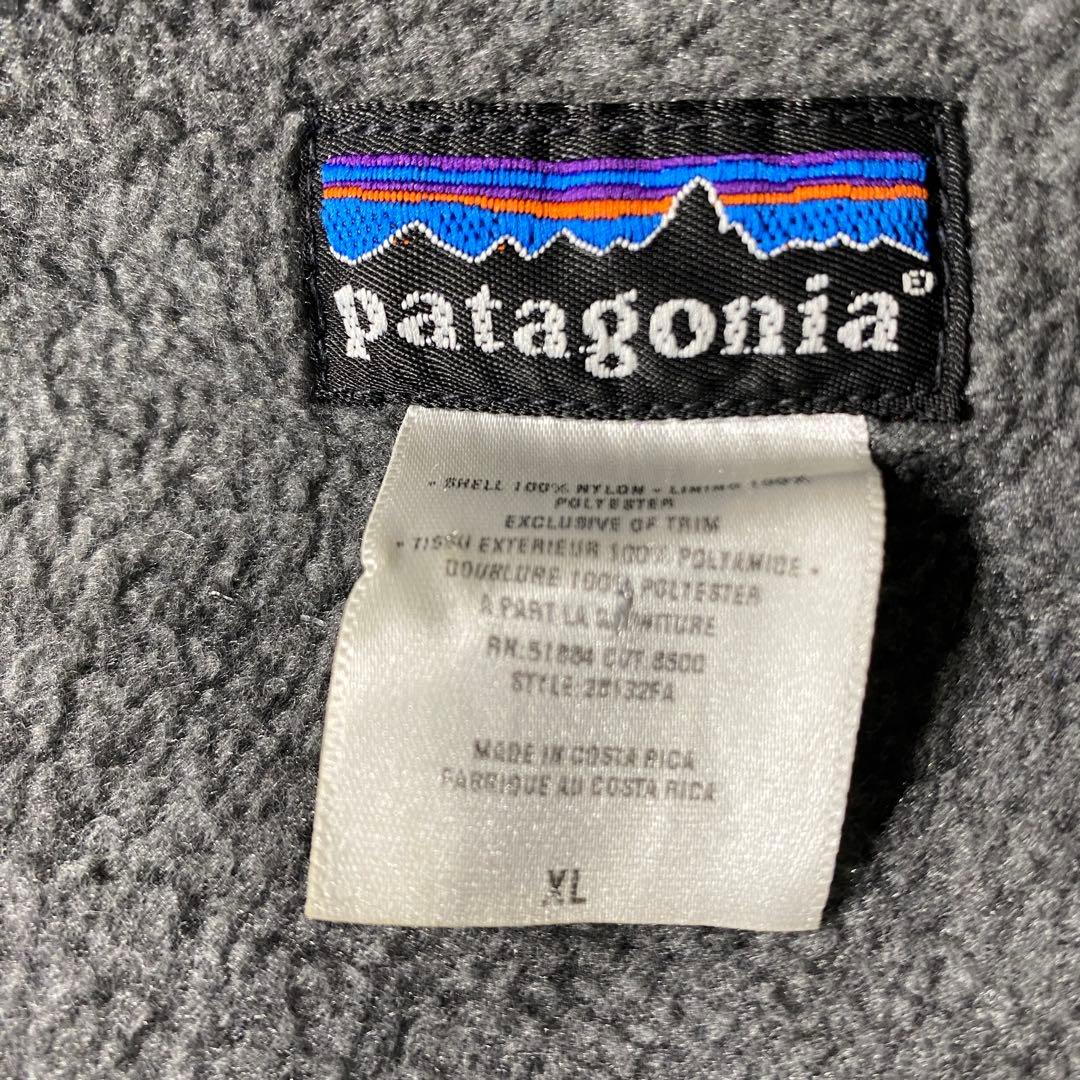 patagonia®
• SHELL 100% NYLON • LINING 100%
POLYESTER
EXCLUSIVE OF TRIM
• TISSU EXTERIEUR 100% POLYAMIDE •
DOUBLURE 100% POLYESTER
A PART LA GARNITURE
RN:51884 CUT:8500
STYLE:28132FA
MADE IN COSTA RICA
FABRIQUE AU COSTA RICA
XL